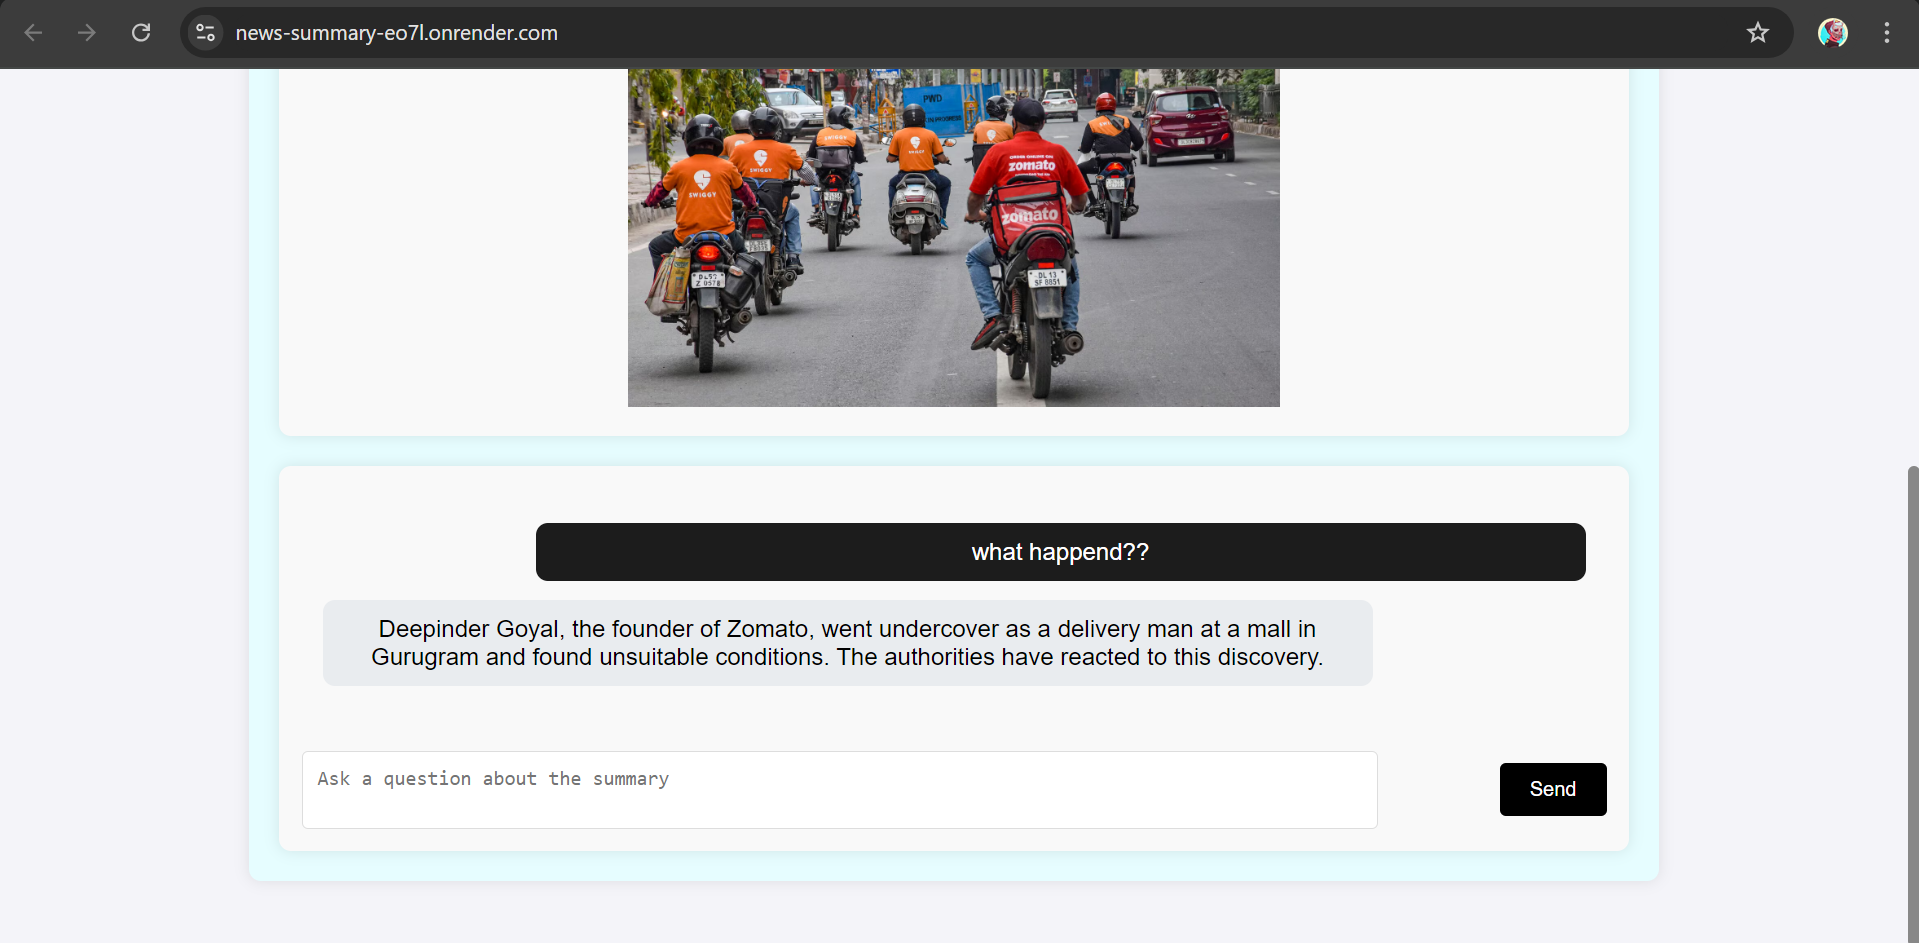 news-summary-eo7l.onrender.com
PWD
SWIGGY
SWIGGY
SWIGGY
zomato
zomato
DL 13
SF 8851
what happend??
Deepinder Goyal, the founder of Zomato, went undercover as a delivery man at a mall in
Gurugram and found unsuitable conditions. The authorities have reacted to this discovery.
Ask a question about the summary
Send